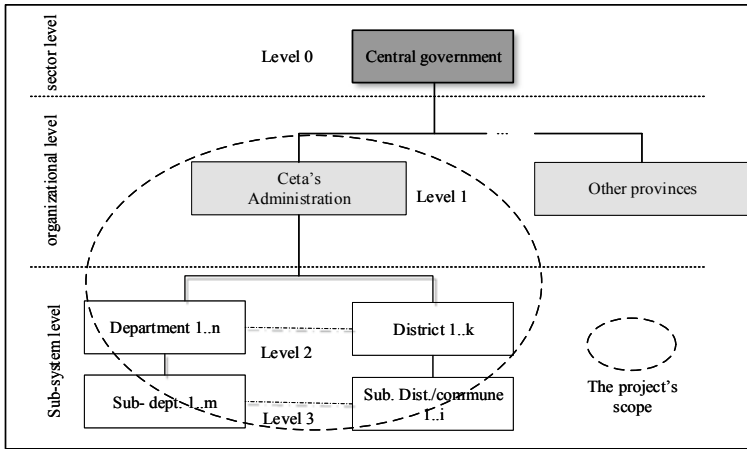 sector level
Level 0
Central government
...
organizational level
Ceta's
Administration
Level 1
Other provinces
Sub-system level
Department 1..n
District 1..k
Level 2
Sub- dept. 1..m
Sub. Dist./commune
1..i
Level 3
The project's
scope